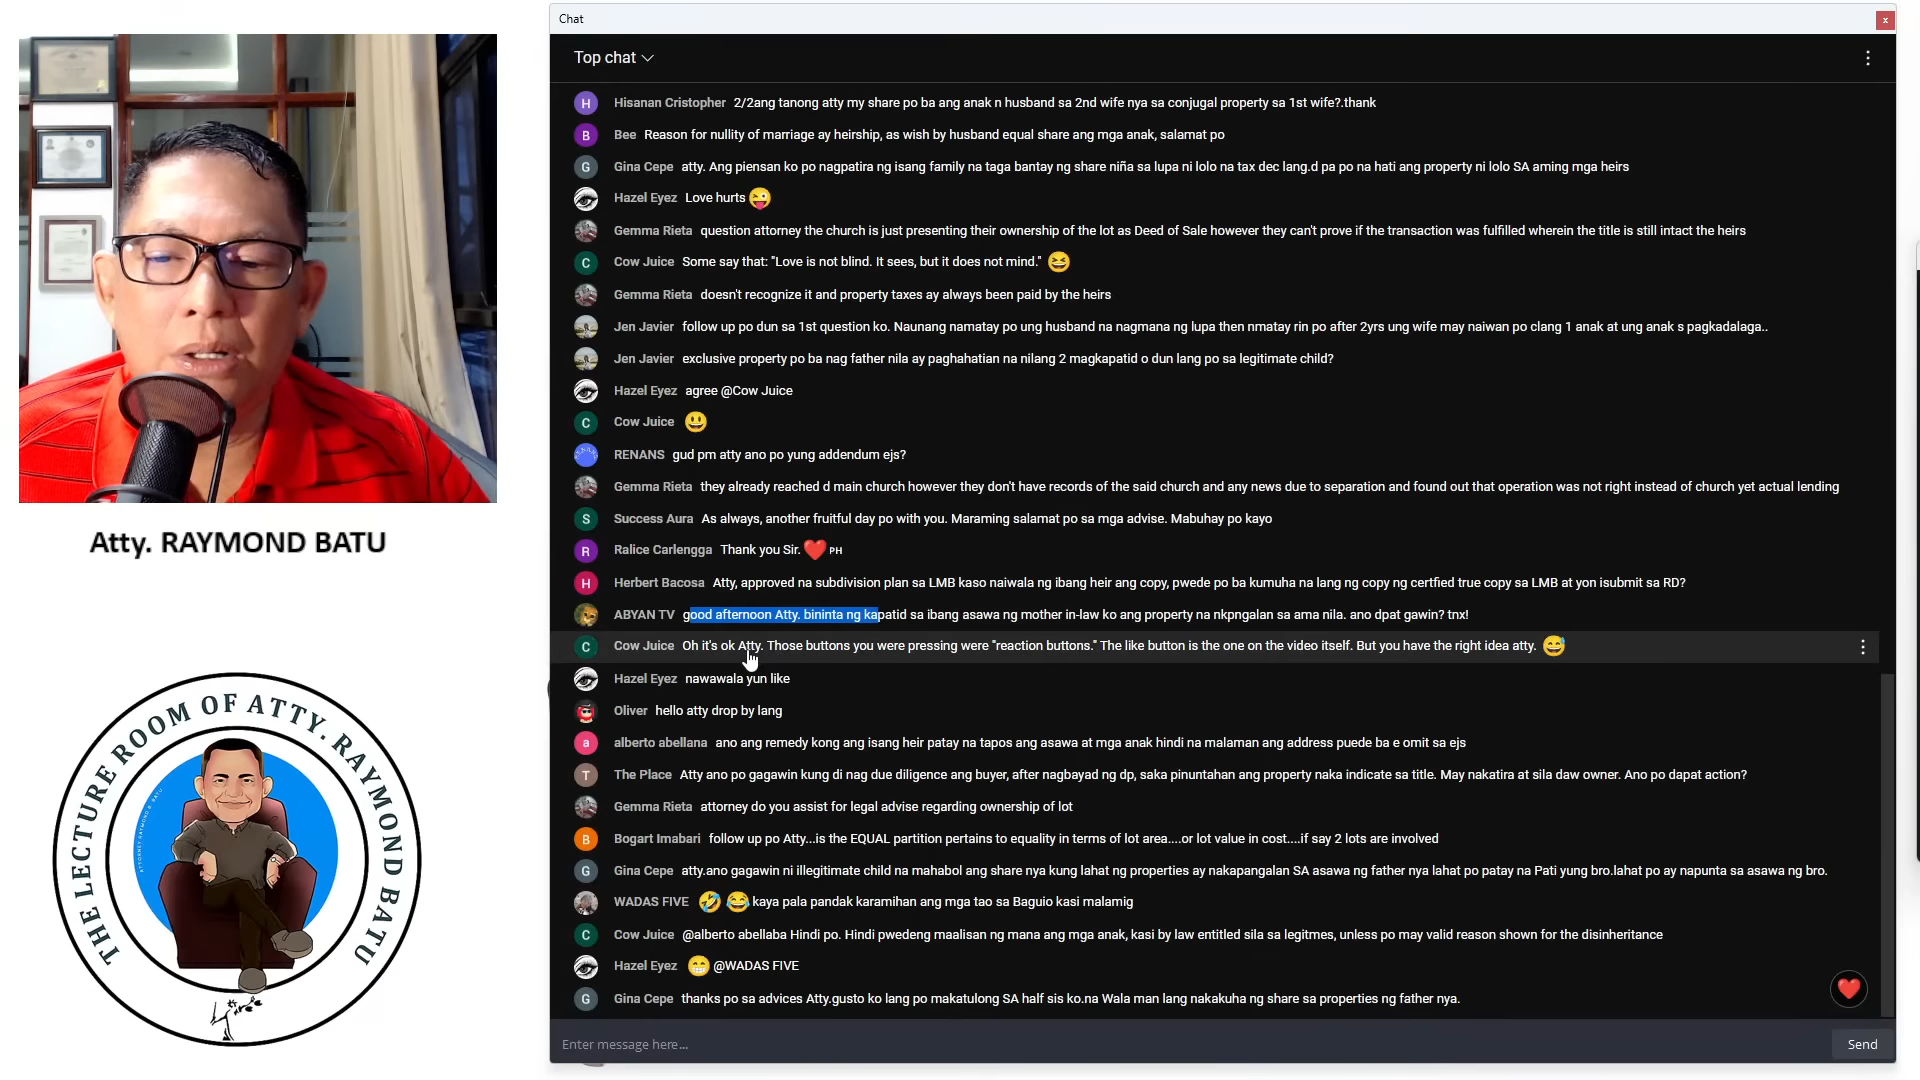 Chat
Top chat
Hisanan Cristopher 2/2ang tanong atty my share po ba ang anak n husband sa 2nd wife nya sa conjugal property sa 1st wife?.thank
Bee Reason for nullity of marriage ay heirship, as wish by husband equal share ang mga anak, salamat po
Gina Cepe atty. Ang piensan ko po nagpatira ng isang family na taga bantay ng share niña sa lupa ni lolo na tax dec lang.d pa po na hati ang property ni lolo SA aming mga heirs
Hazel Eyez Love hurts 😜
Gemma Rieta question attorney the church is just presenting their ownership of the lot as Deed of Sale however they can't prove if the transaction was fulfilled wherein the title is still intact the heirs
Cow Juice Some say that: "Love is not blind. It sees, but it does not mind." 😆
Gemma Rieta doesn't recognize it and property taxes ay always been paid by the heirs
Jen Javier follow up po dun sa 1st question ko. Naunang namatay po ung husband na nagmana ng lupa then nmatay rin po after 2yrs ung wife may naiwan po clang 1 anak at ung anak s pagkadalaga..
Jen Javier exclusive property po ba nag father nila ay paghahatian na nilang 2 magkapatid o dun lang po sa legitimate child?
Hazel Eyez agree @Cow Juice
Cow Juice 😃
RENANS gud pm atty ano po yung addendum ejs?
Gemma Rieta they already reached d main church however they don't have records of the said church and any news due to separation and found out that operation was not right instead of church yet actual lending
Success Aura As always, another fruitful day po with you. Maraming salamat po sa mga advise. Mabuhay po kayo
Ralice Carlengga Thank you Sir. ❤️ PH
Herbert Bacosa Atty, approved na subdivision plan sa LMB kaso naiwala ng ibang heir ang copy, pwede po ba kumuha na lang ng copy ng certfied true copy sa LMB at yon isubmit sa RD?
ABYAN TV good afternoon Atty. bininta ng kapatid sa ibang asawa ng mother in-law ko ang property na nkpngalan sa ama nila. ano dpat gawin? tnx!
Cow Juice Oh it's ok Atty. Those buttons you were pressing were "reaction buttons." The like button is the one on the video itself. But you have the right idea atty. 😅
Hazel Eyez nawawala yun like
Oliver hello atty drop by lang
alberto abellana ano ang remedy kong ang isang heir patay na tapos ang asawa at mga anak hindi na malaman ang address puede ba e omit sa ejs
The Place Atty ano po gagawin kung di nag due diligence ang buyer, after nagbayad ng dp, saka pinuntahan ang property naka indicate sa title. May nakatira at sila daw owner. Ano po dapat action?
Gemma Rieta attorney do you assist for legal advise regarding ownership of lot
Bogart Imabari follow up po Atty...is the EQUAL partition pertains to equality in terms of lot area....or lot value in cost....if say 2 lots are involved
Gina Cepe atty.ano gagawin ni illegitimate child na mahabol ang share nya kung lahat ng properties ay nakapangalan SA asawa ng father nya lahat po patay na Pati yung bro.lahat po ay napunta sa asawa ng bro.
WADAS FIVE 🤣 😂 kaya pala pandak karamihan ang mga tao sa Baguio kasi malamig
Cow Juice @alberto abellaba Hindi po. Hindi pwedeng maalisan ng mana ang mga anak, kasi by law entitled sila sa legitmes, unless po may valid reason shown for the disinheritance
Hazel Eyez 😁 @WADAS FIVE
Gina Cepe thanks po sa advices Atty.gusto ko lang po makatulong SA half sis ko.na Wala man lang nakakuha ng share sa properties ng father nya.
Enter message here...
Send
Atty. RAYMOND BATU
THE LECTURE ROOM OF ATTY. RAYMOND BATU